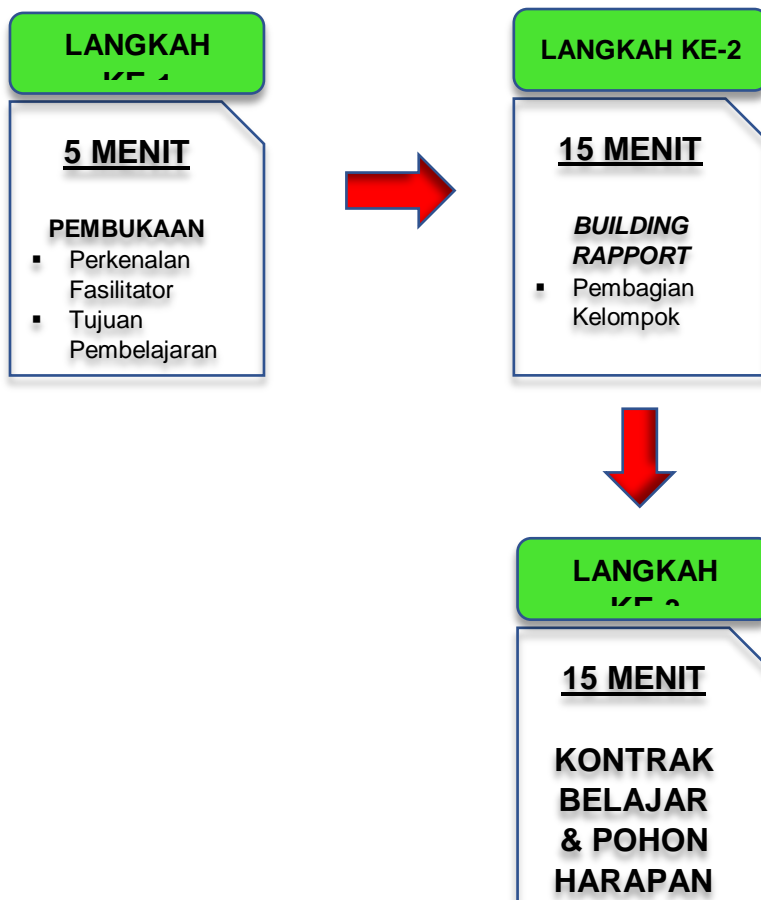 LANGKAH
5 MENIT
PEMBUKAAN
▪ Perkenalan
Fasilitator
▪ Tujuan
Pembelajaran
LANGKAH KE-2
15 MENIT
BUILDING
RAPPORT
▪ Pembagian
Kelompok
LANGKAH
15 MENIT
KONTRAK
BELAJAR
& POHON
HARAPAN